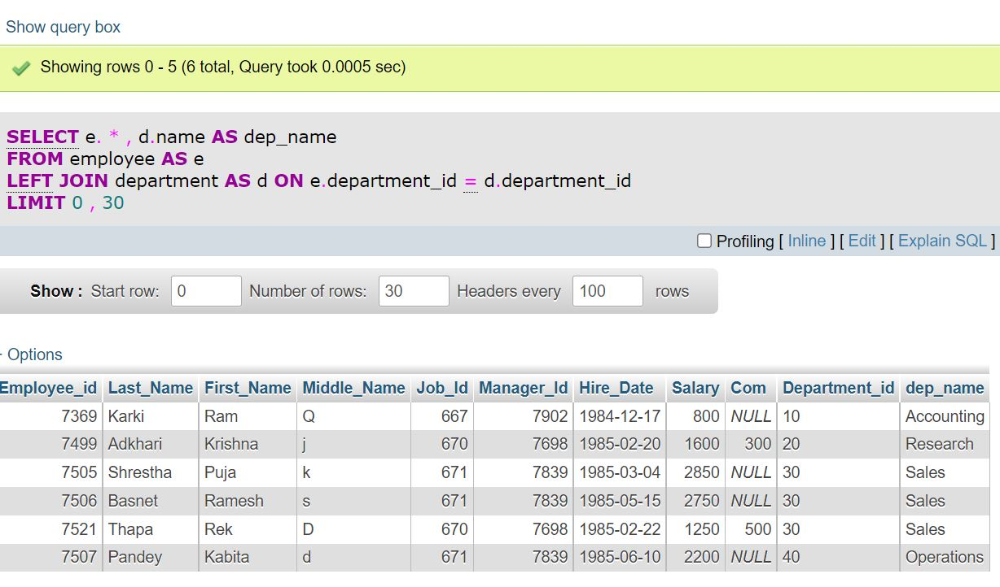 Show query box
Showing rows 0 - 5 (6 total, Query took 0.0005 sec)
SELECT e. * , d.name AS dep_name
FROM employee AS e
LEFT JOIN department AS d ON e.department_id = d.department_id
LIMIT 0 , 30
Profiling [ Inline ] [ Edit ] [ Explain SQL ]
Show : Start row: 0 Number of rows: 30 Headers every 100 rows
Options
Employee_id Last_Name First_Name Middle_Name Job_Id Manager_Id Hire_Date Salary Com Department_id dep_name
7369 Karki Ram Q 667 7902 1984-12-17 800 NULL 10 Accounting
7499 Adkhari Krishna j 670 7698 1985-02-20 1600 300 20 Research
7505 Shrestha Puja k 671 7839 1985-03-04 2850 NULL 30 Sales
7506 Basnet Ramesh s 671 7839 1985-05-15 2750 NULL 30 Sales
7521 Thapa Rek D 670 7698 1985-02-22 1250 500 30 Sales
7507 Pandey Kabita d 671 7839 1985-06-10 2200 NULL 40 Operations